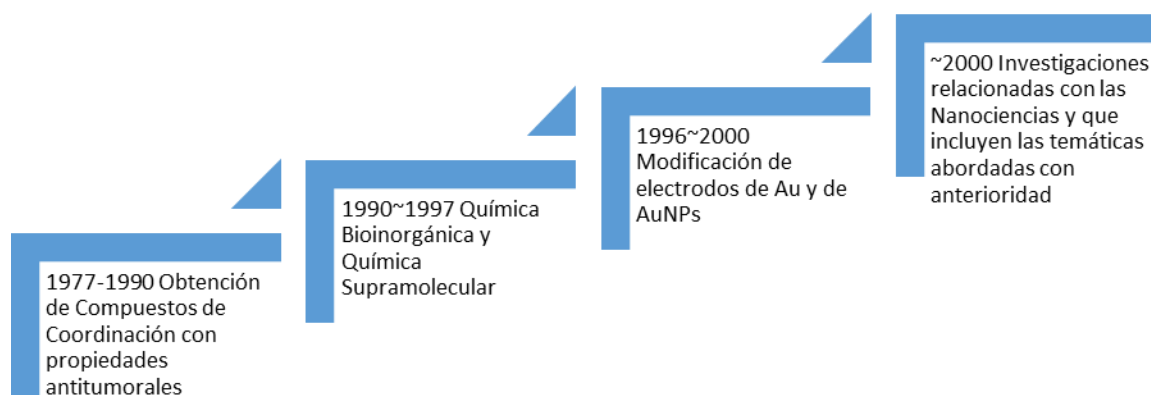 1977-1990 Obtención
de Compuestos de
Coordinación con
propiedades
antitumorales
1990~1997 Química
Bioinorgánica y
Química
Supramolecular
1996~2000
Modificación de
electrodos de Au y de
AuNPs
~2000 Investigaciones
relacionadas con las
Nanociencias y que
incluyen las temáticas
abordadas con
anterioridad